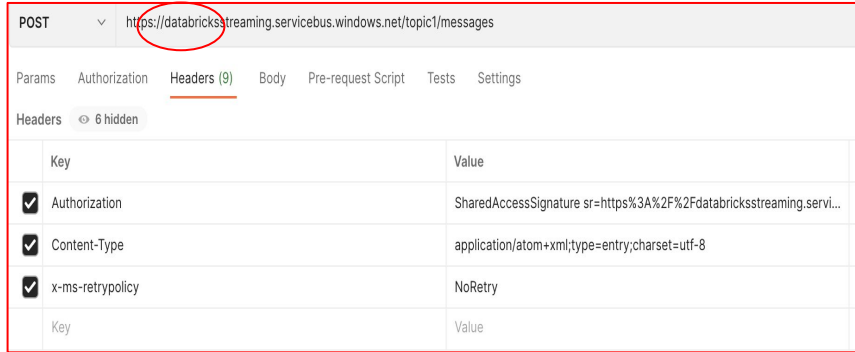 POST https://databricksstreaming.servicebus.windows.net/topic1/messages
Params Authorization Headers (9) Body Pre-request Script Tests Settings
Headers 6 hidden
Key Value
Authorization SharedAccessSignature sr=https%3A%2F%2Fdatabricksstreaming.servi...
Content-Type application/atom+xml;type=entry;charset=utf-8
x-ms-retrypolicy NoRetry
Key Value